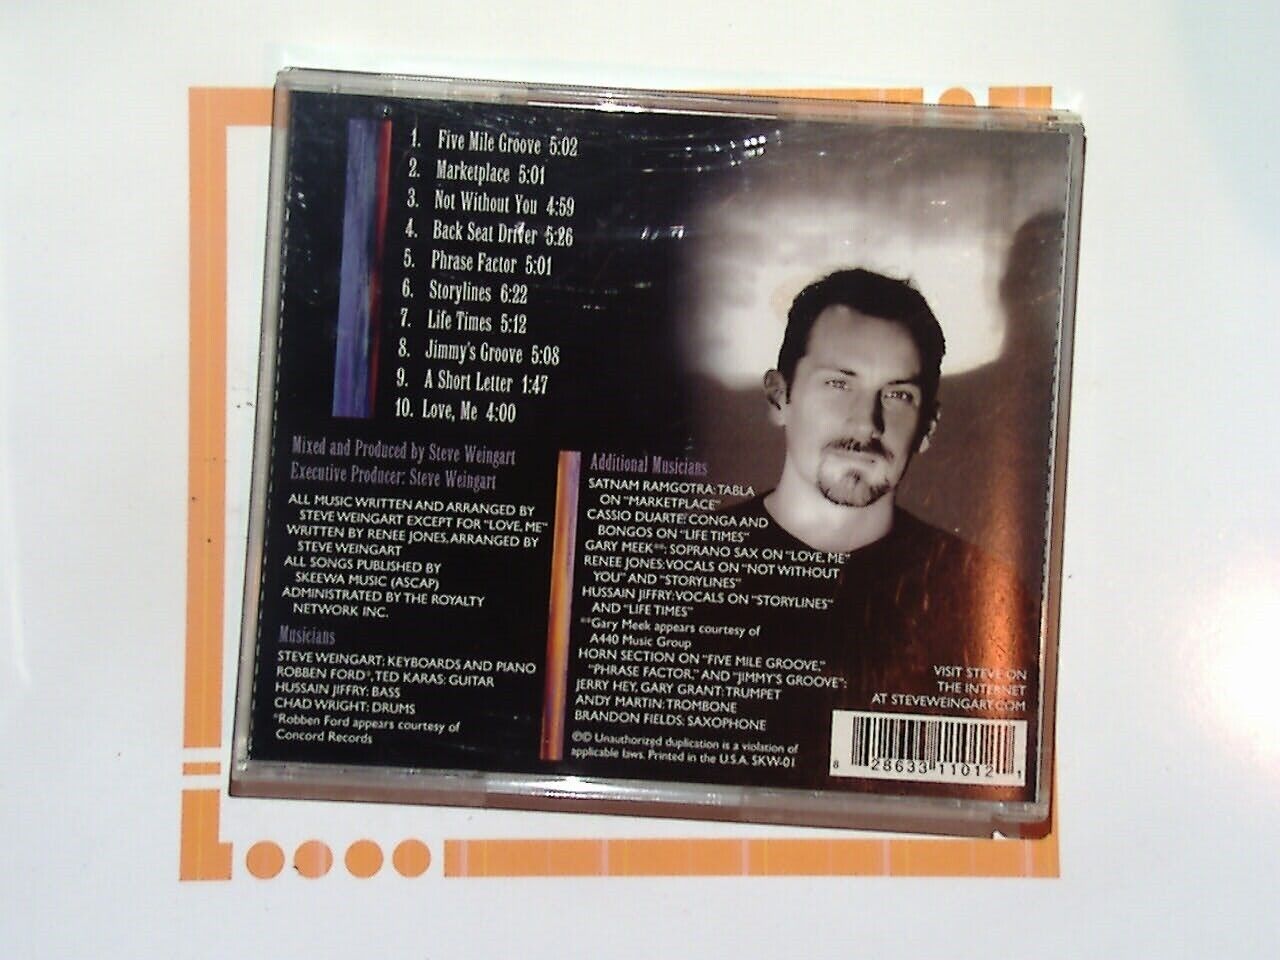 1. Five Mile Groove 5:02
2. Marketplace 5:01
3. Not Without You 4:59
4. Back Seat Driver 5:26
5. Phrase Factor 5:01
6. Storylines 6:22
7. Life Times 5:12
8. Jimmy's Groove 5:08
9. A Short Letter 1:47
10. Love, Me 4:00
Mixed and Produced by Steve Weingart
Executive Producer: Steve Weingart
ALL MUSIC WRITTEN AND ARRANGED BY
STEVE WEINGART EXCEPT FOR "LOVE, ME"
WRITTEN BY RENEE JONES, ARRANGED BY
STEVE WEINGART
ALL SONGS PUBLISHED BY
SKEEWA MUSIC (ASCAP)
ADMINISTRATED BY THE ROYALTY
NETWORK INC.
Musicians
STEVE WEINGART: KEYBOARDS AND PIANO
ROBBEN FORD*, TED KARAS: GUITAR
HUSSAIN JIFFRY: BASS
CHAD WRIGHT: DRUMS
*Robben Ford appears courtesy of
Concord Records
Additional Musicians
SATNAM RAMGOTRA: TABLA
ON "MARKETPLACE"
CASSIO DUARTE: CONGA AND
BONGOS ON "LIFE TIMES"
GARY MEEK**: SOPRANO SAX ON "LOVE, ME"
RENEE JONES: VOCALS ON "NOT WITHOUT
YOU" AND "STORYLINES"
HUSSAIN JIFFRY: VOCALS ON "STORYLINES"
AND "LIFE TIMES"
**Gary Meek appears courtesy of
A440 Music Group
HORN SECTION ON "FIVE MILE GROOVE,"
"PHRASE FACTOR," AND "JIMMY'S GROOVE":
JERRY HEY, GARY GRANT: TRUMPET
ANDY MARTIN: TROMBONE
BRANDON FIELDS: SAXOPHONE
℗© Unauthorized duplication is a violation of
applicable laws. Printed in the U.S.A. SKW-01
VISIT STEVE ON
THE INTERNET
AT STEVEWEINGART.COM
8 28633 11012 1